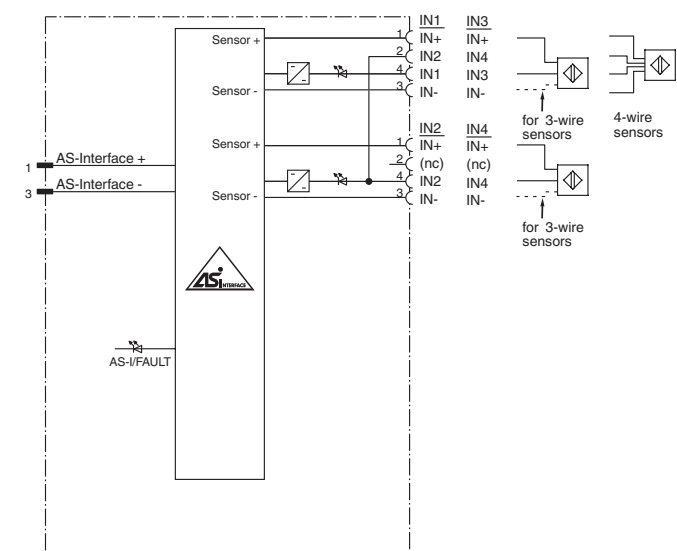 IN1 IN3
Sensor + 1 IN+ IN+
2 IN2 IN4
4 IN1 IN3
Sensor - 3 IN- IN-
for 3-wire
sensors
4-wire
sensors
IN2 IN4
Sensor + 1 IN+ IN+
1 AS-Interface + 2 (nc) (nc)
3 AS-Interface - 4 IN2 IN4
Sensor - 3 IN- IN-
for 3-wire
sensors
ASi INTERFACE
AS-I/FAULT